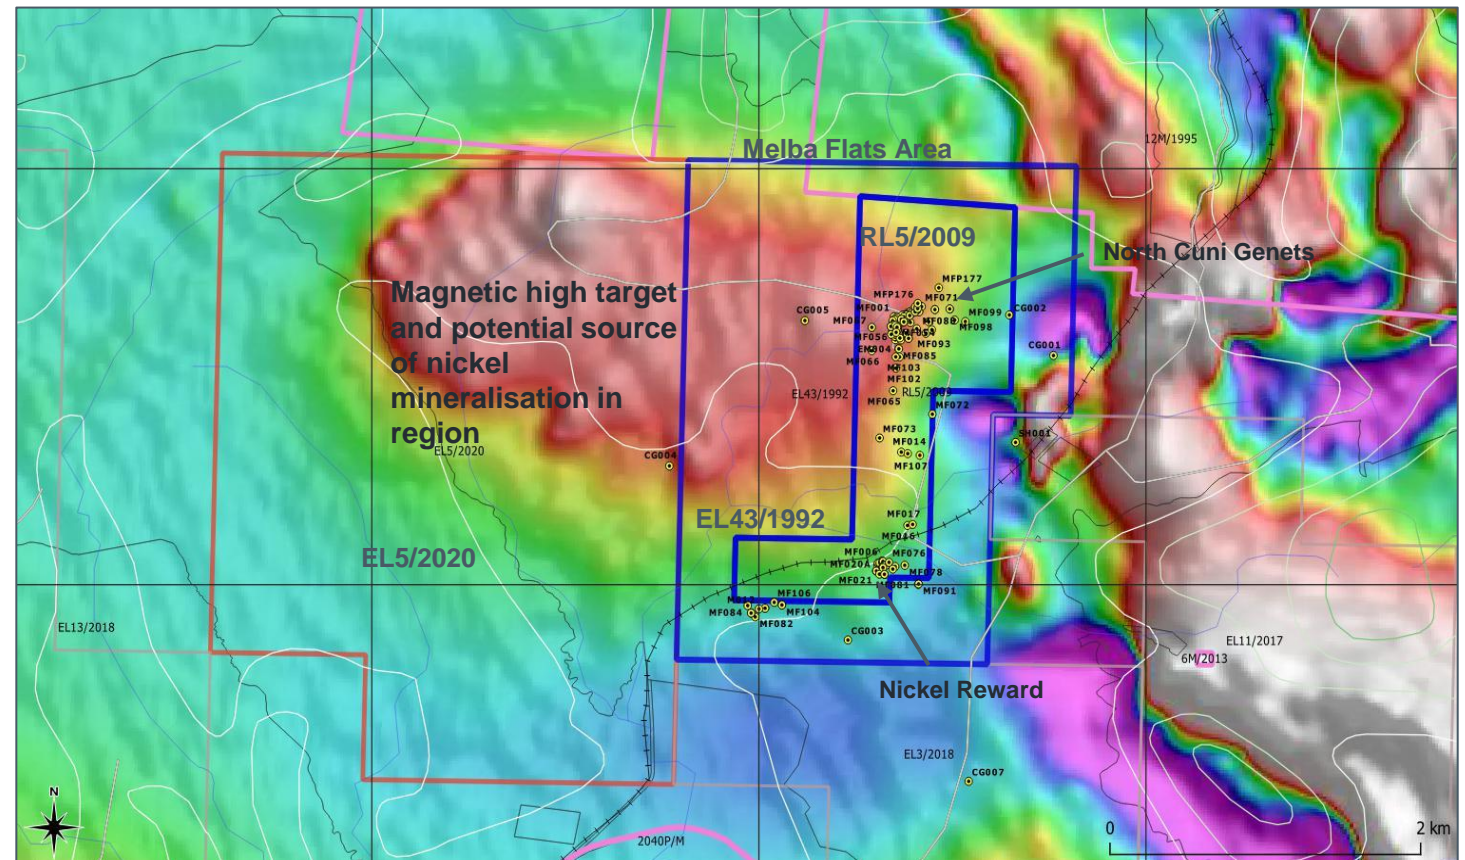 12M/1995
Melba Flats Area
RL5/2009
North Cuni Genets
MFP177
MFP176
MF071
Magnetic high target
and potential source
of nickel
mineralisation in
region
CG005
MF001
CG002
MF099
MF098
MF056
MF093
CG001
MF066
MF085
MF103
MF102
EL43/1992
MF065
MF072
MF073
MF014
SH001
EL5/2020
CG004
MF107
EL43/1992
MF017
MF046
EL5/2020
MF006
MF076
MF020A
MF078
MF021
MF091
MF106
MF084
MF104
MF082
EL13/2018
CG003
EL11/2017
6M/2013
Nickel Reward
EL3/2018
CG007
N
2040P/M
0
2 km